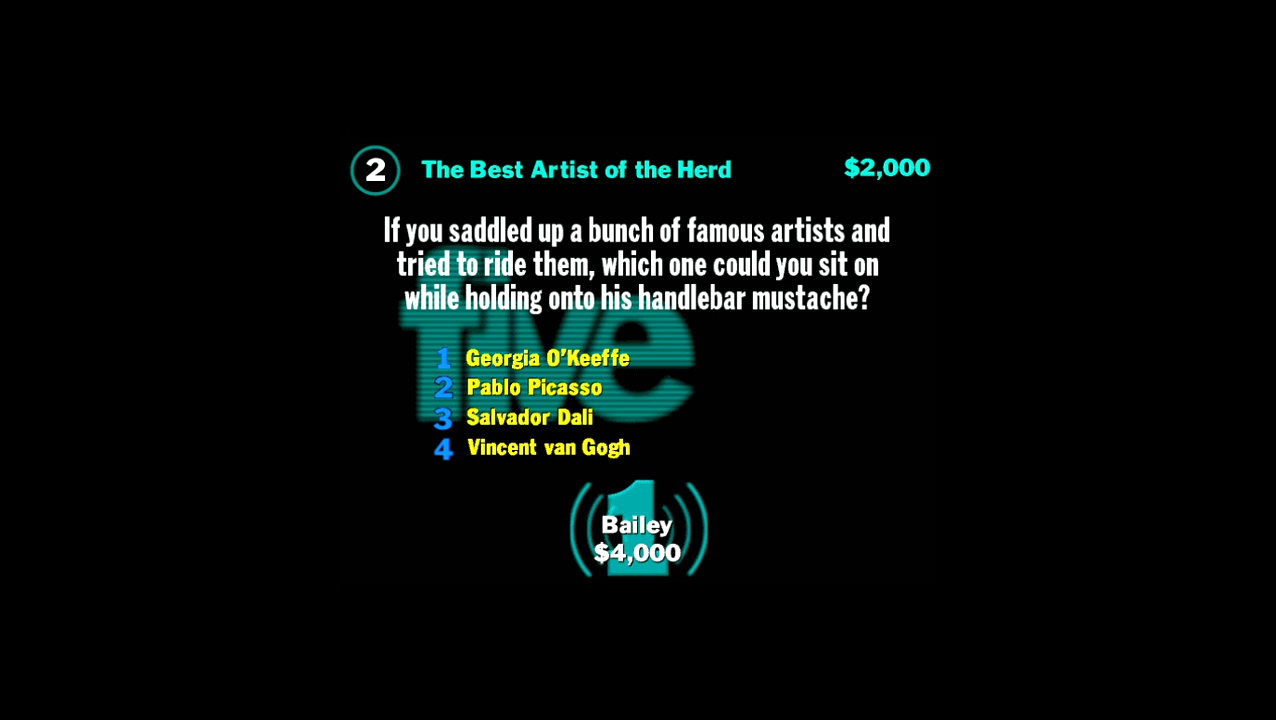 2 The Best Artist of the Herd $2,000
If you saddled up a bunch of famous artists and
tried to ride them, which one could you sit on
while holding onto his handlebar mustache?
five
1 Georgia O'Keeffe
2 Pablo Picasso
3 Salvador Dali
4 Vincent van Gogh
1
Bailey
$4,000